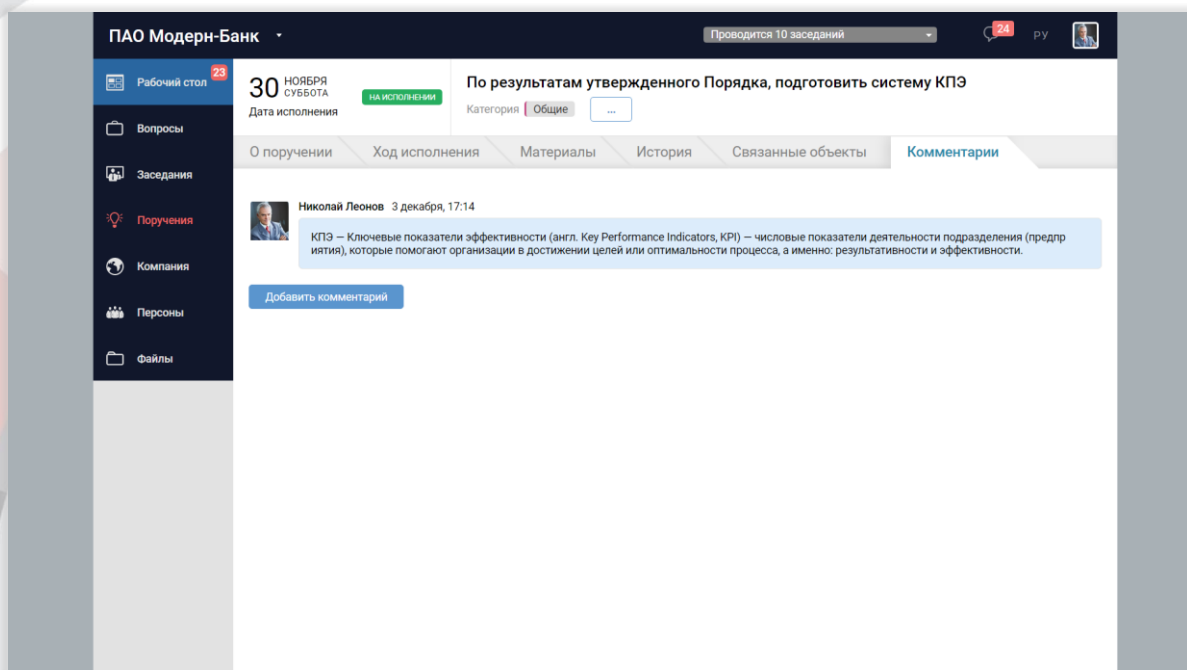 ПАО Модерн-Банк
Проводится 10 заседаний
24
РУ
Рабочий стол
23
Вопросы
Заседания
Поручения
Компания
Персоны
Файлы
30 НОЯБРЯ
СУББОТА
Дата исполнения
НА ИСПОЛНЕНИИ
По результатам утвержденного Порядка, подготовить систему КПЭ
Категория Общие ...
О поручении Ход исполнения Материалы История Связанные объекты Комментарии
Николай Леонов 3 декабря, 17:14
КПЭ — Ключевые показатели эффективности (англ. Key Performance Indicators, KPI) — числовые показатели деятельности подразделения (предпр
иятия), которые помогают организации в достижении целей или оптимальности процесса, а именно: результативности и эффективности.
Добавить комментарий